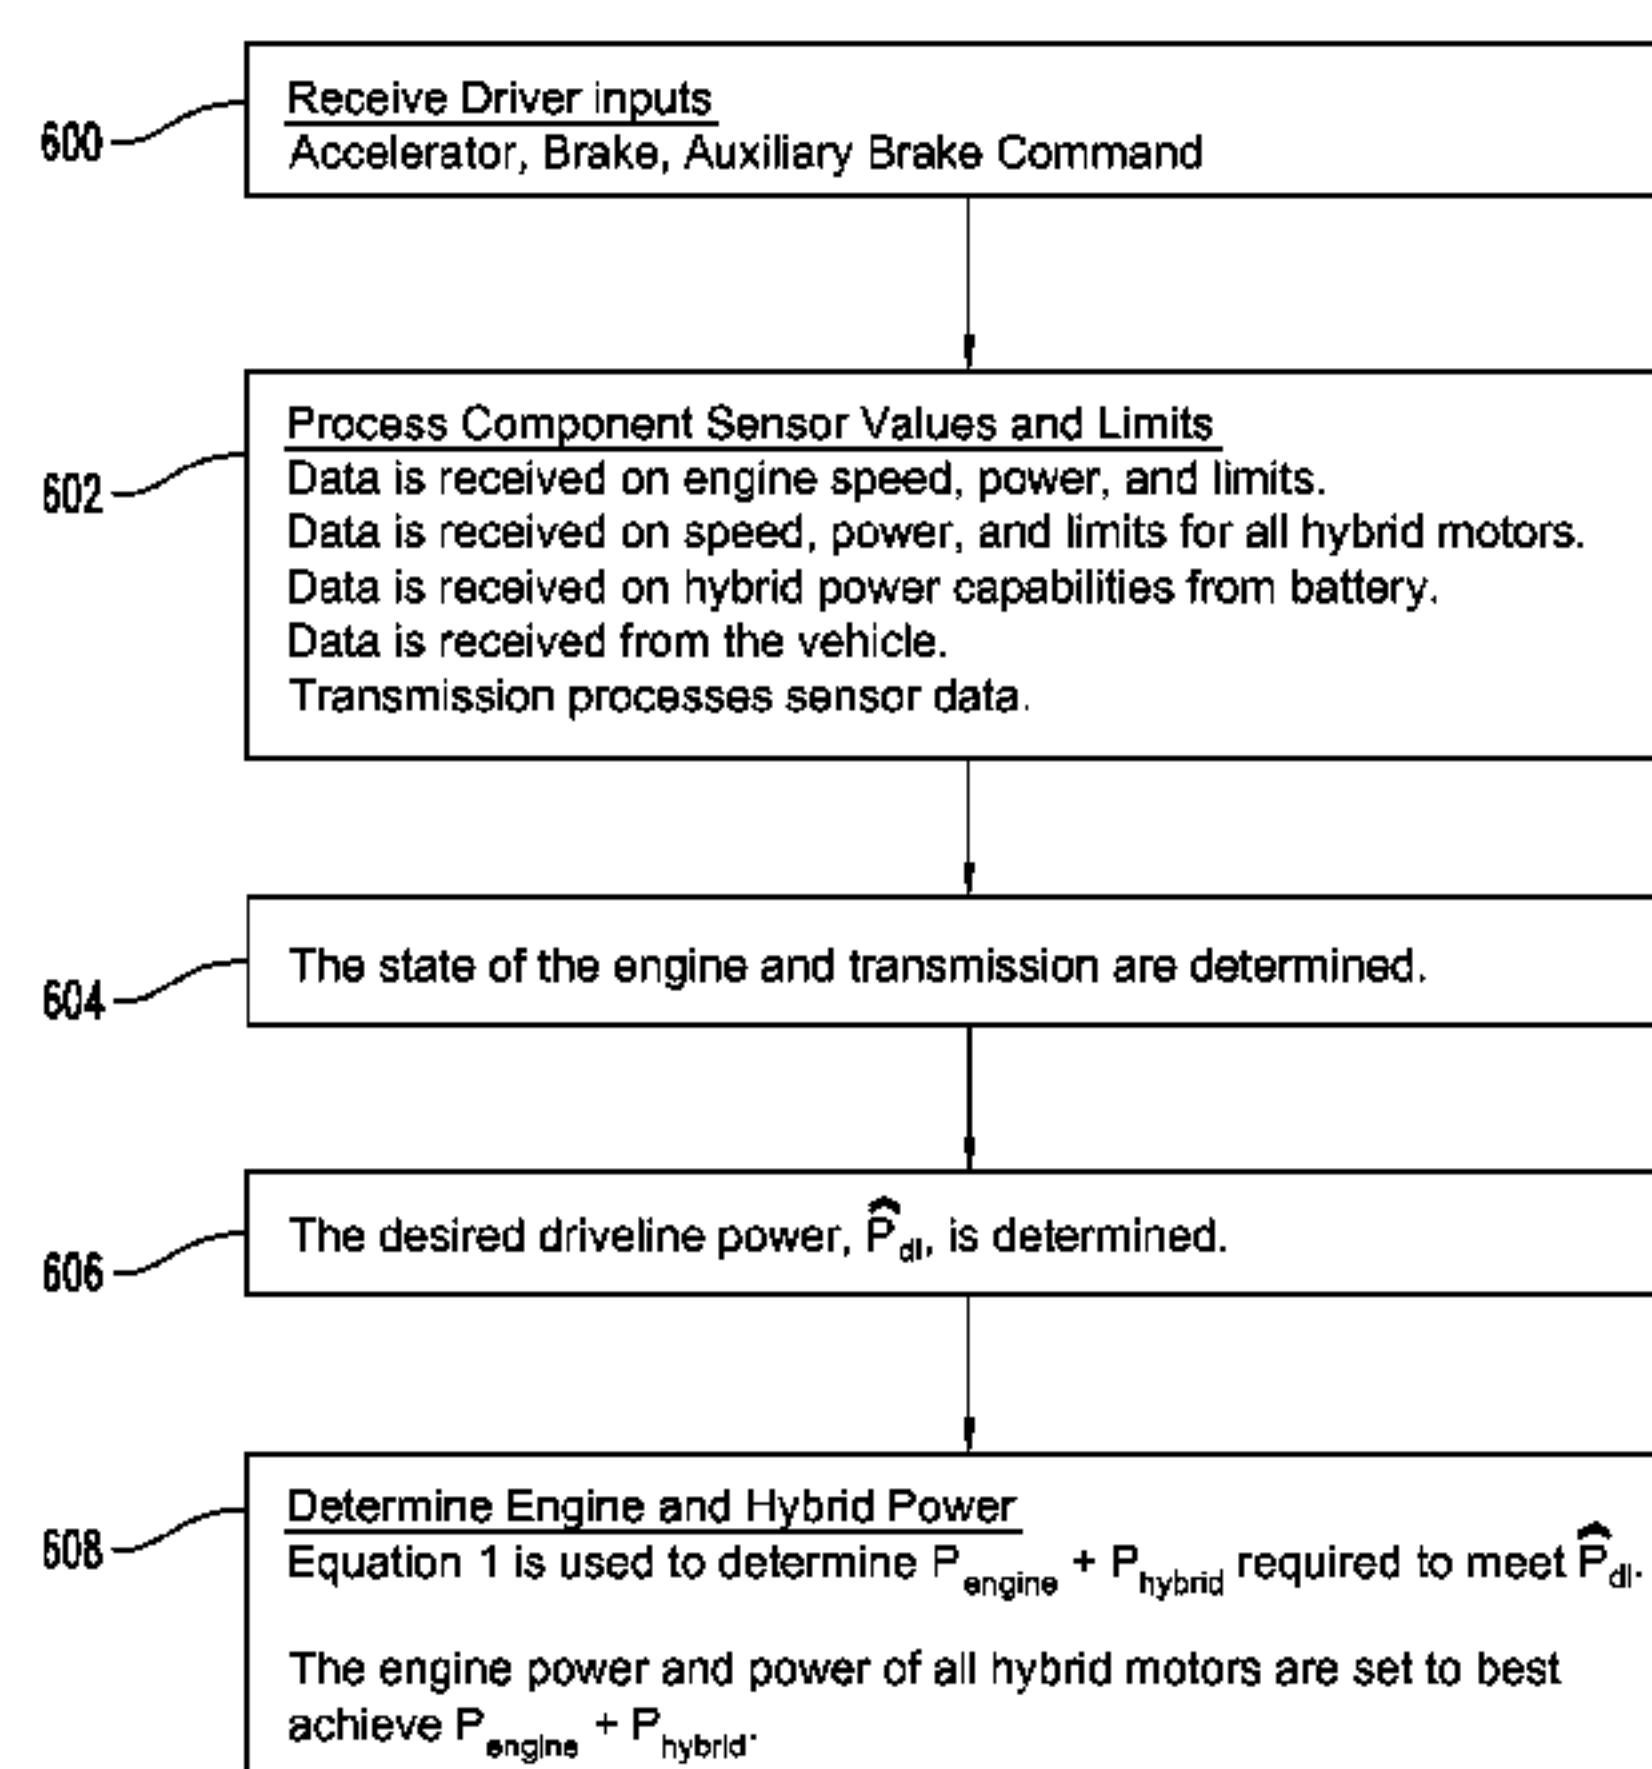 600
Receive Driver inputs
Accelerator, Brake, Auxiliary Brake Command
602
Process Component Sensor Values and Limits
Data is received on engine speed, power, and limits.
Data is received on speed, power, and limits for all hybrid motors.
Data is received on hybrid power capabilities from battery.
Data is received from the vehicle.
Transmission processes sensor data.
604
The state of the engine and transmission are determined.
606
The desired driveline power, P̂dl, is determined.
608
Determine Engine and Hybrid Power
Equation 1 is used to determine Pengine + Phybrid required to meet P̂dl.
The engine power and power of all hybrid motors are set to best
achieve Pengine + Phybrid.